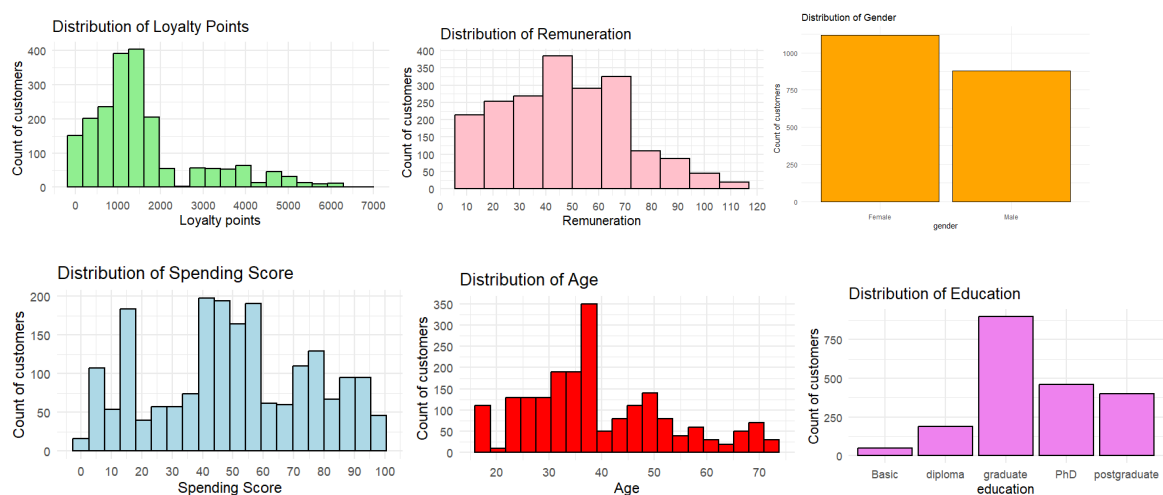 Distribution of Loyalty Points
Count of customers
400
300
200
100
0
0 1000 2000 3000 4000 5000 6000 7000
Loyalty points
Distribution of Remuneration
Count of customers
400
350
300
250
200
150
100
50
0
0 10 20 30 40 50 60 70 80 90 100 110 120
Remuneration
Distribution of Gender
Count of customers
1000
750
500
250
0
Female Male
gender
Distribution of Spending Score
Count of customers
200
150
100
50
0
0 10 20 30 40 50 60 70 80 90 100
Spending Score
Distribution of Age
Count of customers
350
300
250
200
150
100
50
0
20 30 40 50 60 70
Age
Distribution of Education
Count of customers
750
500
250
0
Basic diploma graduate PhD postgraduate
education